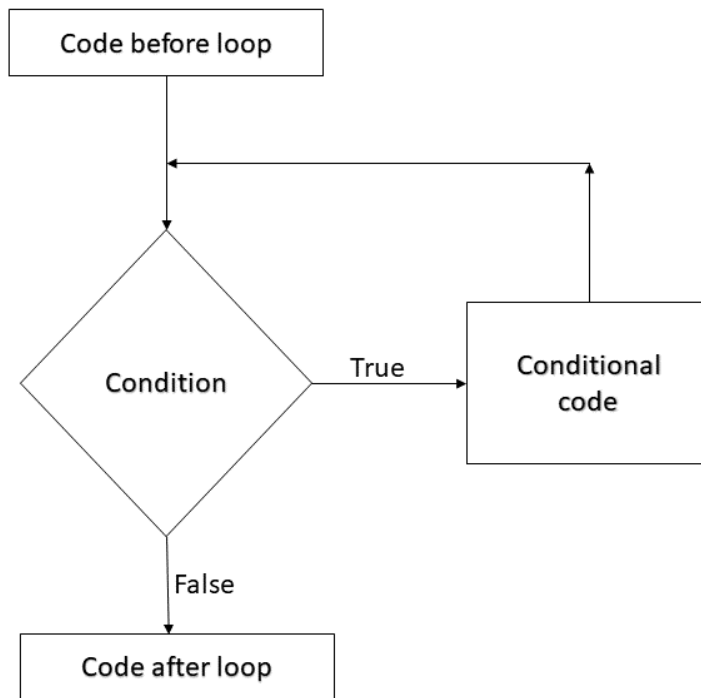 Code before loop
Condition
True
Conditional
code
False
Code after loop